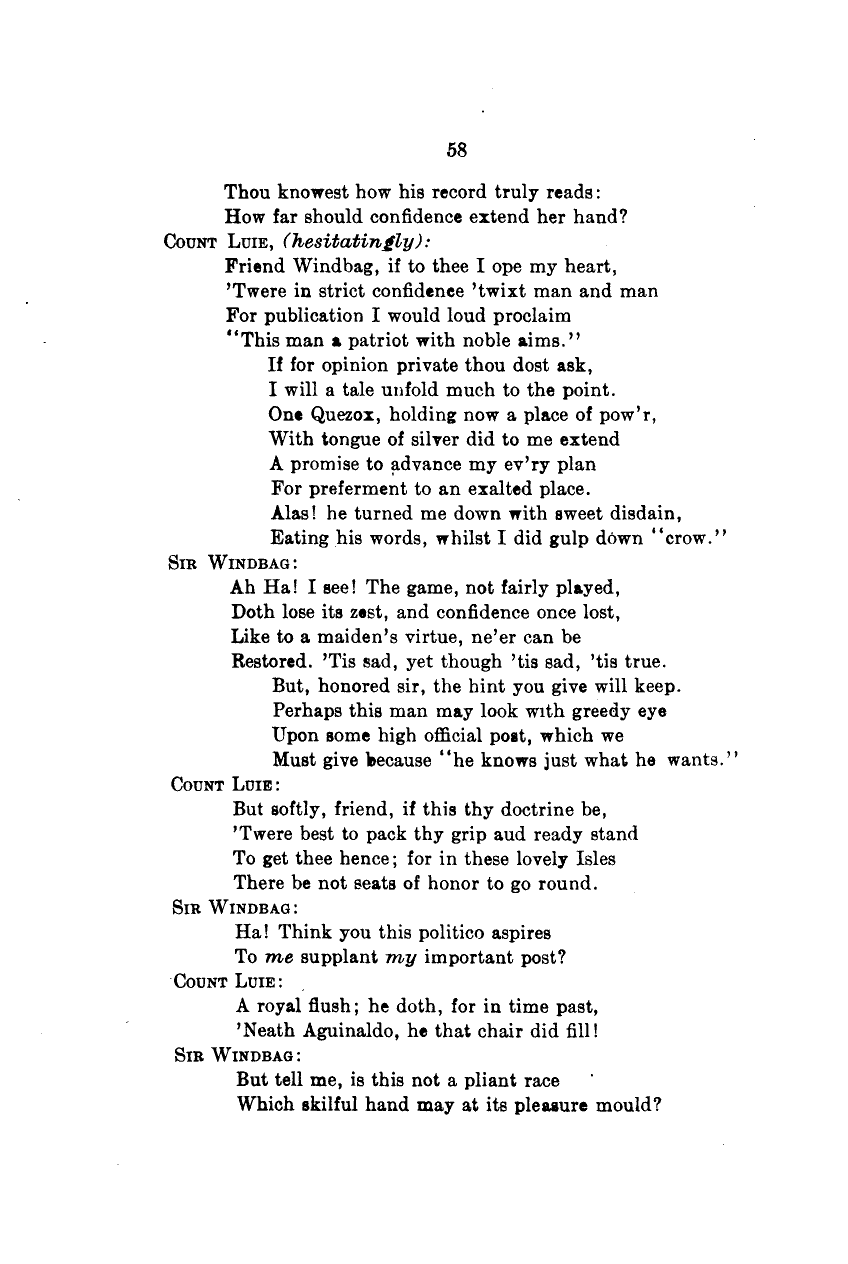 58
Thou knowest how his record truly reads:
How far should confidence extend her hand?
COUNT LUIE, (hesitatingly):
Friend Windbag, if to thee I ope my heart,
'Twere in strict confidence 'twixt man and man
For publication I would loud proclaim
"This man a patriot with noble aims."
If for opinion private thou dost ask,
I will a tale unfold much to the point.
One Quezox, holding now a place of pow'r,
With tongue of silver did to me extend
A promise to advance my ev'ry plan
For preferment to an exalted place.
Alas! he turned me down with sweet disdain,
Eating his words, whilst I did gulp down "crow."
SIR WINDBAG:
Ah Ha! I see! The game, not fairly played,
Doth lose its zest, and confidence once lost,
Like to a maiden's virtue, ne'er can be
Restored. 'Tis sad, yet though 'tis sad, 'tis true.
But, honored sir, the hint you give will keep.
Perhaps this man may look with greedy eye
Upon some high official post, which we
Must give because "he knows just what he wants."
COUNT LUIE:
But softly, friend, if this thy doctrine be,
'Twere best to pack thy grip aud ready stand
To get thee hence; for in these lovely Isles
There be not seats of honor to go round.
SIR WINDBAG:
Ha! Think you this politico aspires
To me supplant my important post?
COUNT LUIE:
A royal flush; he doth, for in time past,
'Neath Aguinaldo, he that chair did fill!
SIR WINDBAG:
But tell me, is this not a pliant race
Which skilful hand may at its pleasure mould?